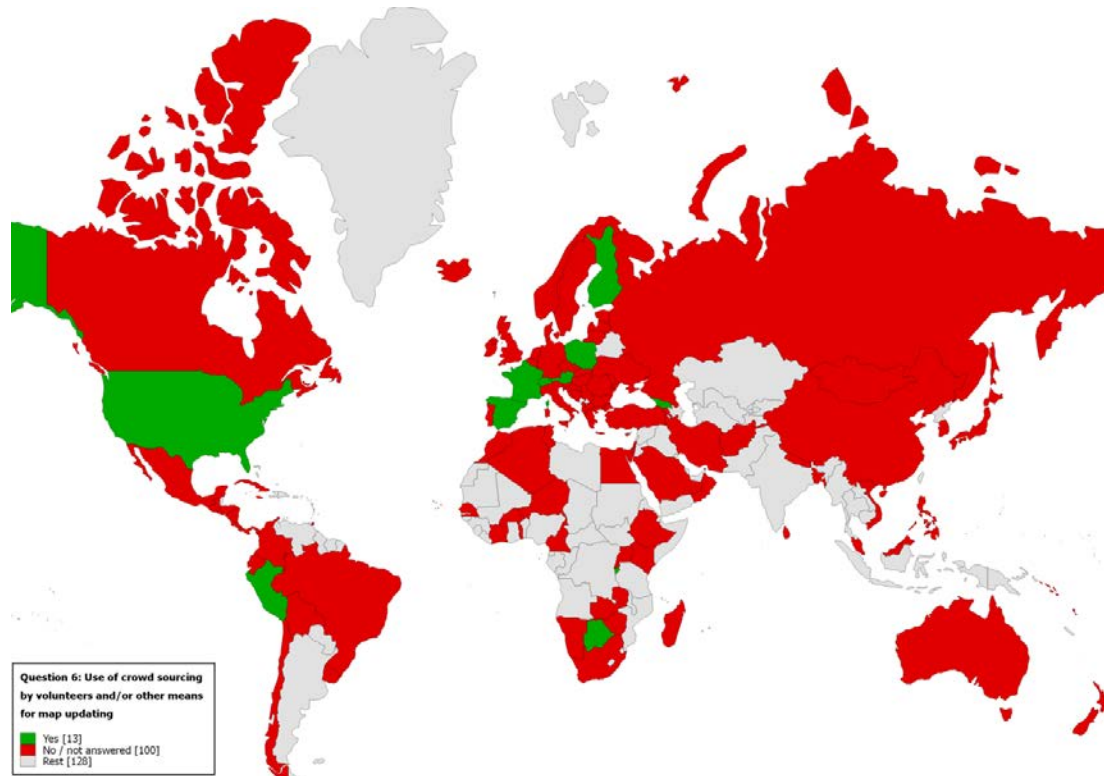 Question 6: Use of crowd sourcing
by volunteers and/or other means
for map updating
Yes [13]
No / not answered [100]
Rest [128]